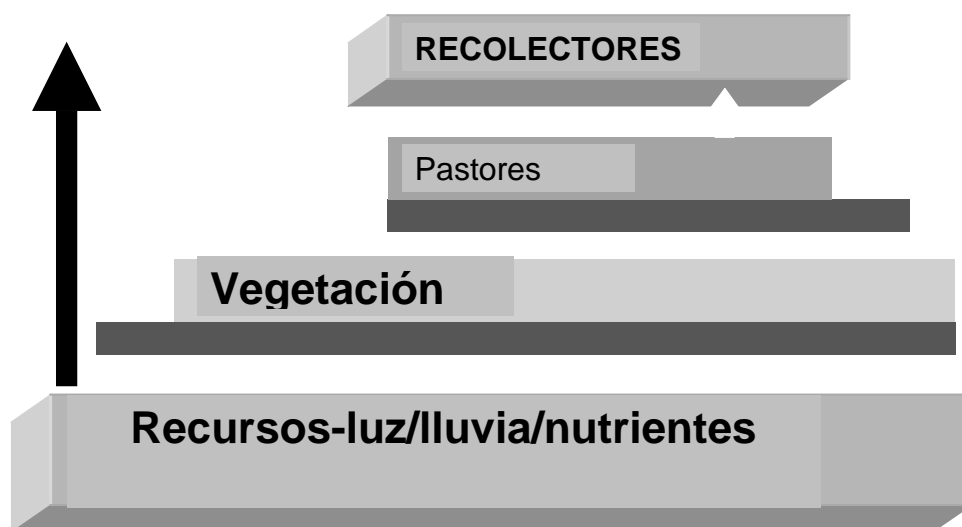 RECOLECTORES
Pastores
Vegetación
Recursos-luz/lluvia/nutrientes